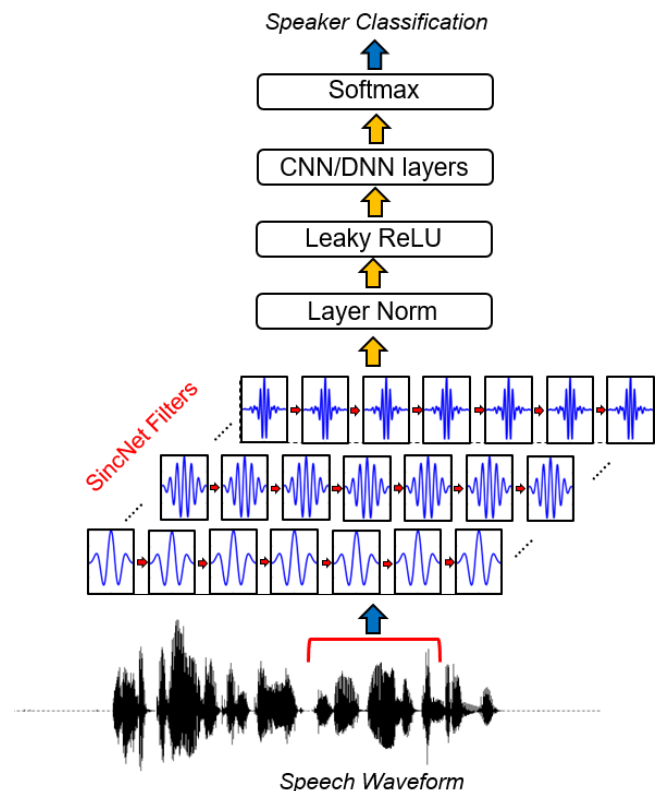 Speaker Classification
Softmax
CNN/DNN layers
Leaky ReLU
Layer Norm
SincNet Filters
Speech Waveform